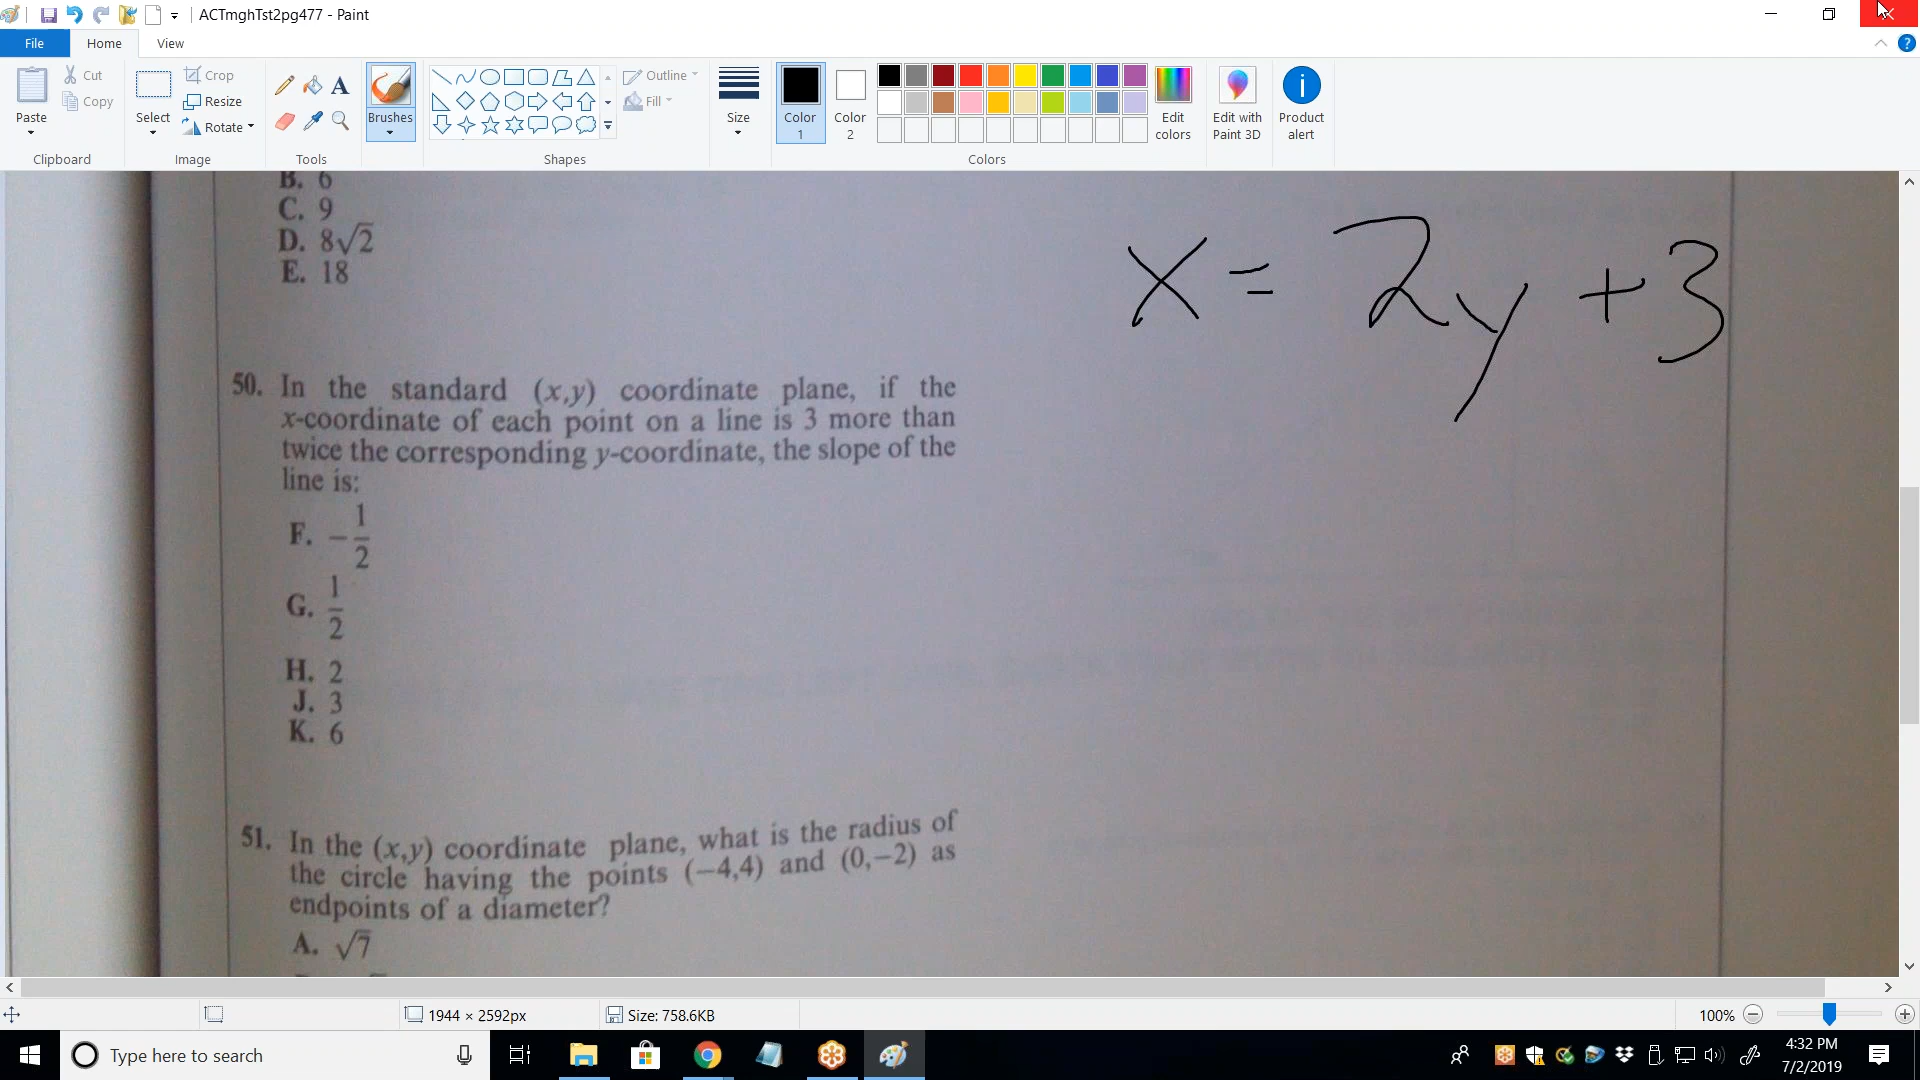 ACTmghTst2pg477 - Paint
File Home View
Paste
Cut
Copy
Clipboard
Select
Crop
Resize
Rotate
Image
A
Tools
Brushes
Outline
Fill
Shapes
Size
Color 1
Color 2
Edit colors
Colors
Edit with Paint 3D
Product alert
B. 6
C. 9
D. 8√2
E. 18
x = 2y + 3
50. In the standard (x,y) coordinate plane, if the
x-coordinate of each point on a line is 3 more than
twice the corresponding y-coordinate, the slope of the
line is:
F. -1/2
G. 1/2
H. 2
J. 3
K. 6
51. In the (x,y) coordinate plane, what is the radius of
the circle having the points (−4,4) and (0,−2) as
endpoints of a diameter?
A. √7
1944 × 2592px
Size: 758.6KB
100%
Type here to search
4:32 PM
7/2/2019